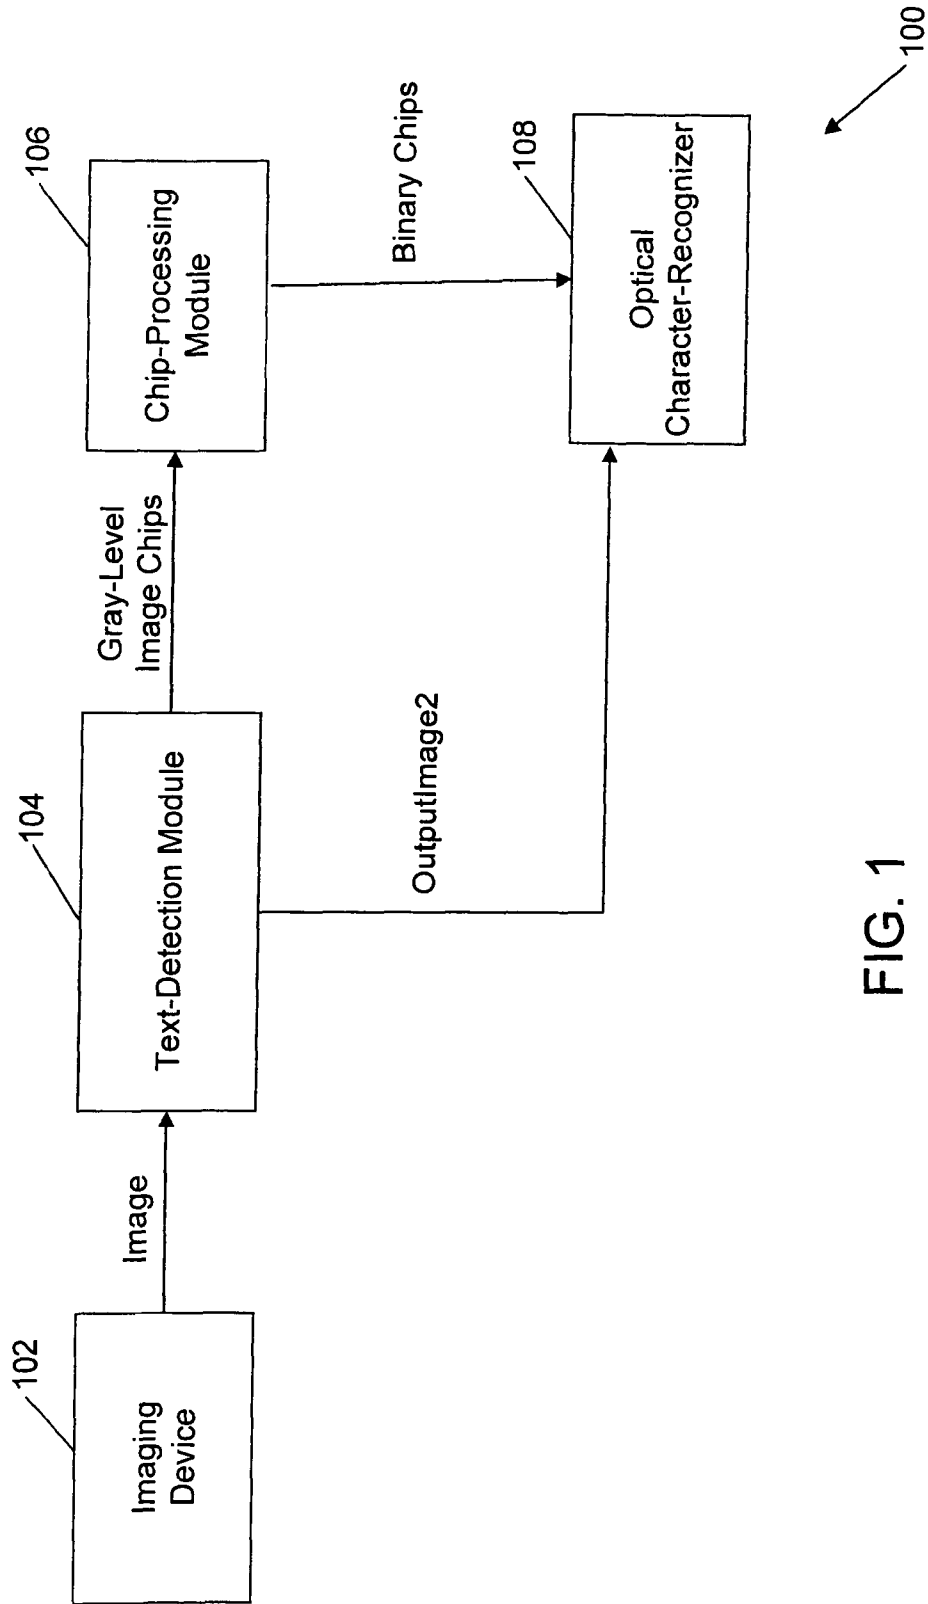 102
Imaging
Device
Image
104
Text-Detection Module
Gray-Level
Image Chips
106
Chip-Processing
Module
OutputImage2
Binary Chips
108
Optical
Character-Recognizer
100
FIG. 1